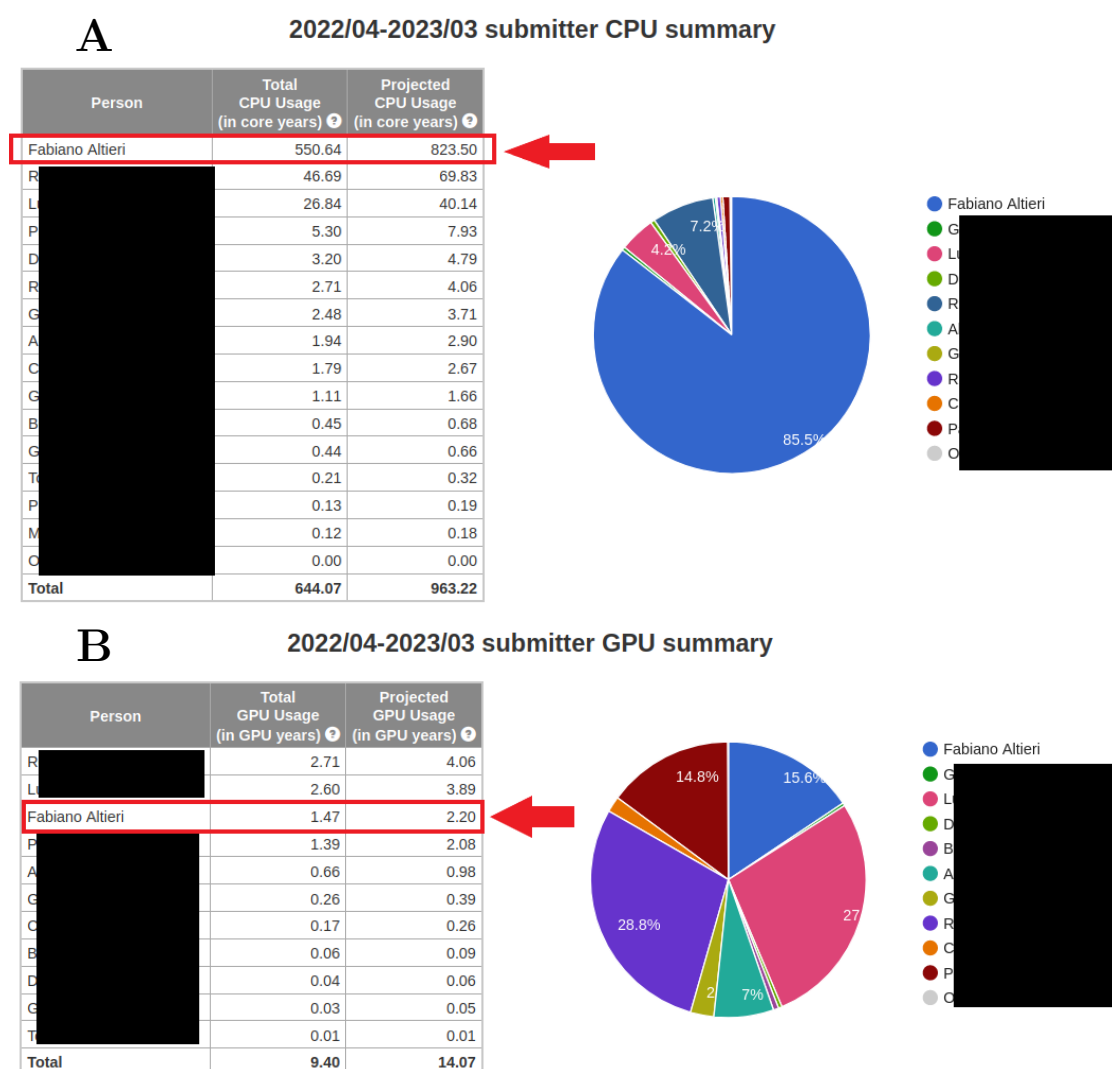 A
2022/04-2023/03 submitter CPU summary
Person
Total CPU Usage (in core years) ?
Projected CPU Usage (in core years) ?
Fabiano Altieri 550.64 823.50
R 46.69 69.83
Lu 26.84 40.14
P 5.30 7.93
D 3.20 4.79
R 2.71 4.06
G 2.48 3.71
A 1.94 2.90
C 1.79 2.67
G 1.11 1.66
B 0.45 0.68
G 0.44 0.66
To 0.21 0.32
P 0.13 0.19
M 0.12 0.18
O 0.00 0.00
Total 644.07 963.22
7.2%
4.2%
85.5%
Fabiano Altieri
G
Lu
D
R
A
G
R
C
Pa
O
B
2022/04-2023/03 submitter GPU summary
Person
Total GPU Usage (in GPU years) ?
Projected GPU Usage (in GPU years) ?
R 2.71 4.06
Lu 2.60 3.89
Fabiano Altieri 1.47 2.20
P 1.39 2.08
A 0.66 0.98
G 0.26 0.39
C 0.17 0.26
B 0.06 0.09
D 0.04 0.06
G 0.03 0.05
To 0.01 0.01
Total 9.40 14.07
14.8%
15.6%
28.8%
27
2
7%
Fabiano Altieri
G
Lu
D
B
A
G
R
C
P
O